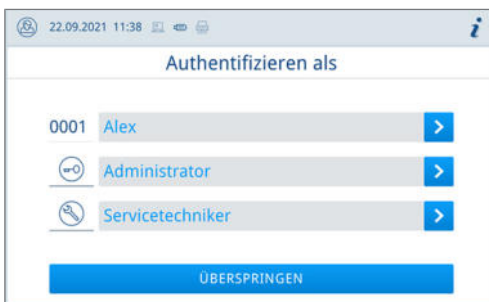 22.09.2021 11:38
i
Authentifizieren als
0001 Alex
Administrator
Servicetechniker
ÜBERSPRINGEN